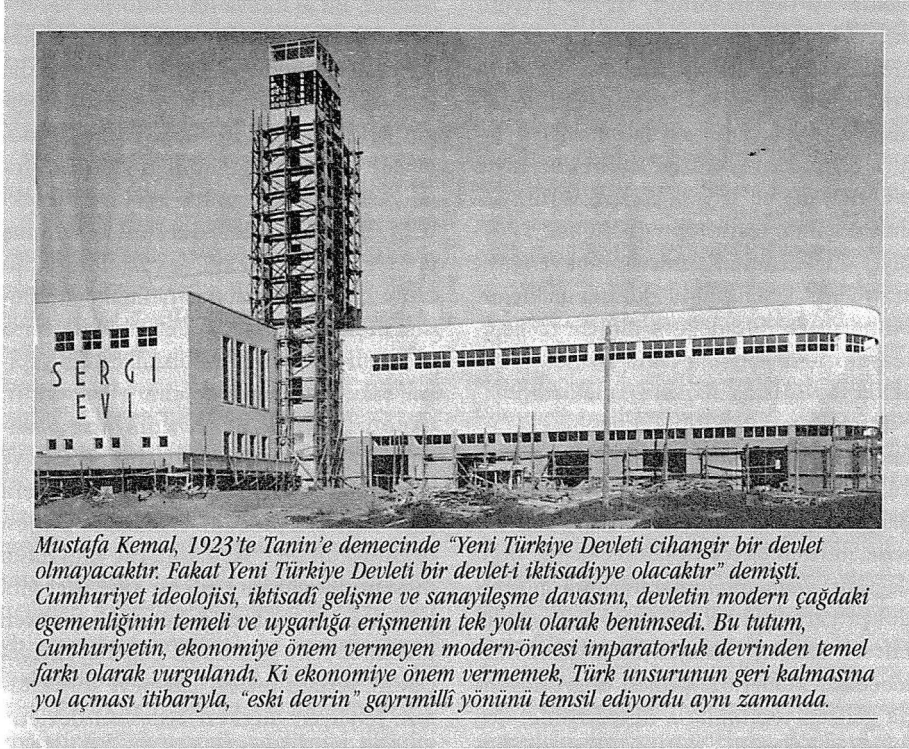 SERGI
EVI
Mustafa Kemal, 1923’te Tanin’e demecinde “Yeni Türkiye Devleti cihangir bir devlet
olmayacaktır. Fakat Yeni Türkiye Devleti bir devlet-i iktisadiyye olacaktır” demişti.
Cumhuriyet ideolojisi, iktisadî gelişme ve sanayileşme davasını, devletin modern çağdaki
egemenliğinin temeli ve uygarlığa erişmenin tek yolu olarak benimsedi. Bu tutum,
Cumhuriyetin, ekonomiye önem vermeyen modern-öncesi imparatorluk devrinden temel
farkı olarak vurgulandı. Ki ekonomiye önem vermemek, Türk unsurunun geri kalmasına
yol açması itibarıyla, “eski devrin” gayrımillî yönünü temsil ediyordu aynı zamanda.